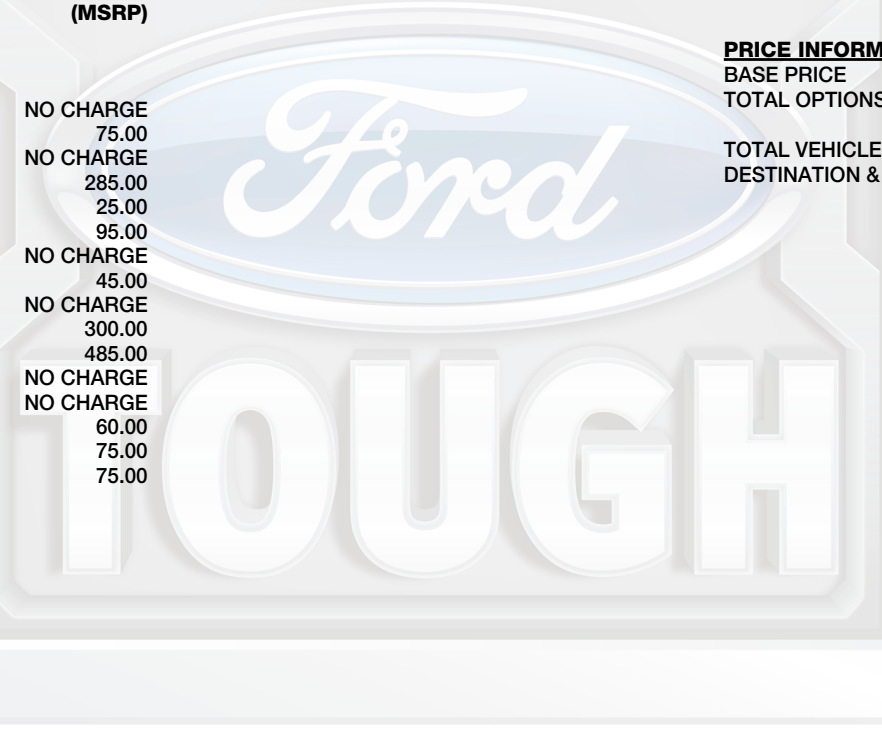 (MSRP)
NO CHARGE
75.00
NO CHARGE
285.00
25.00
95.00
NO CHARGE
45.00
NO CHARGE
300.00
485.00
NO CHARGE
NO CHARGE
60.00
75.00
75.00
PRICE INFORM
BASE PRICE
TOTAL OPTIONS
TOTAL VEHICLE
DESTINATION &
Ford
TOUGH